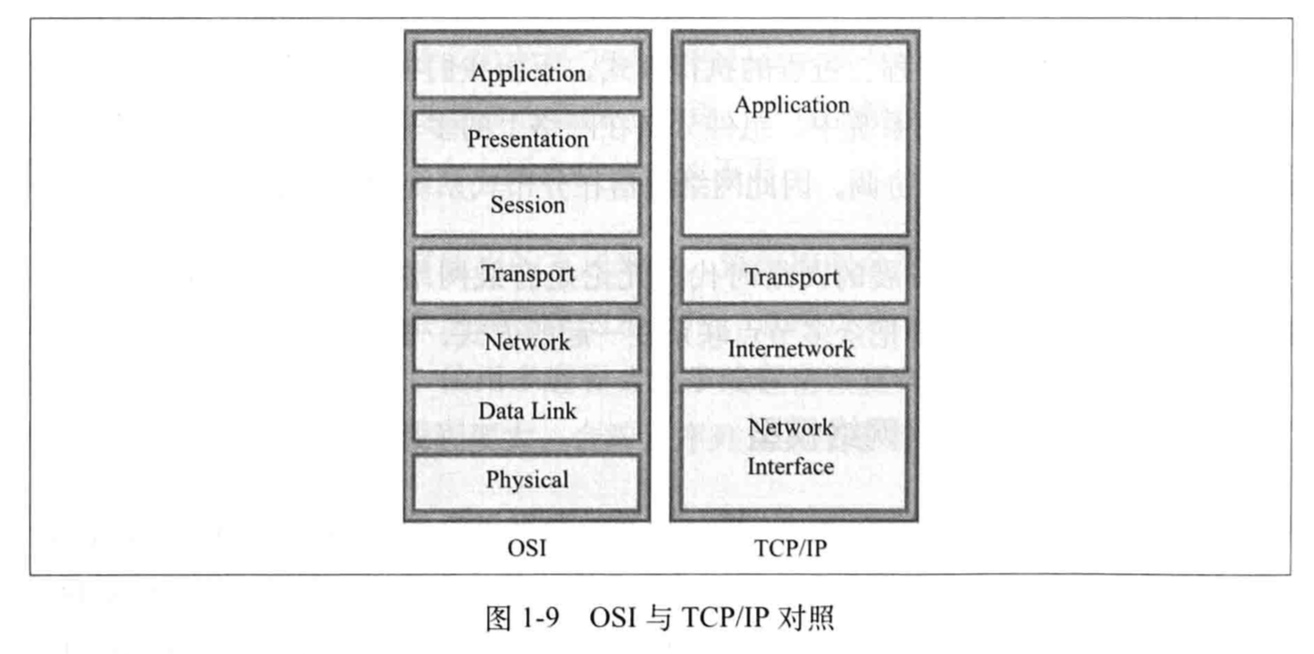 Application
Presentation
Session
Transport
Network
Data Link
Physical
OSI
Application
Transport
Internetwork
Network
Interface
TCP/IP
图 1-9 OSI 与 TCP/IP 对照